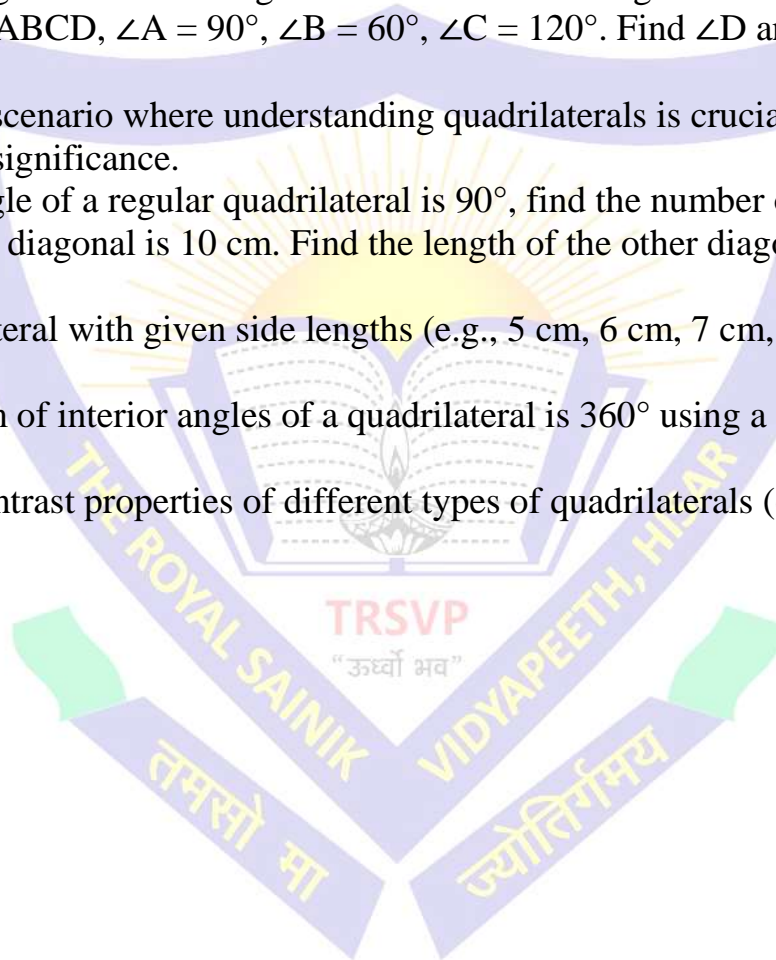 ABCD, ∠A = 90°, ∠B = 60°, ∠C = 120°. Find ∠D a
scenario where understanding quadrilaterals is crucia
significance.
gle of a regular quadrilateral is 90°, find the number
diagonal is 10 cm. Find the length of the other diago
teral with given side lengths (e.g., 5 cm, 6 cm, 7 cm,
of interior angles of a quadrilateral is 360° using a
ntrast properties of different types of quadrilaterals (
THE ROYAL SAINIK VIDYAPEETH, HISAR
TRSVP
“ऊर्ध्वो भव”
तमसो मा ज्योतिर्गमय